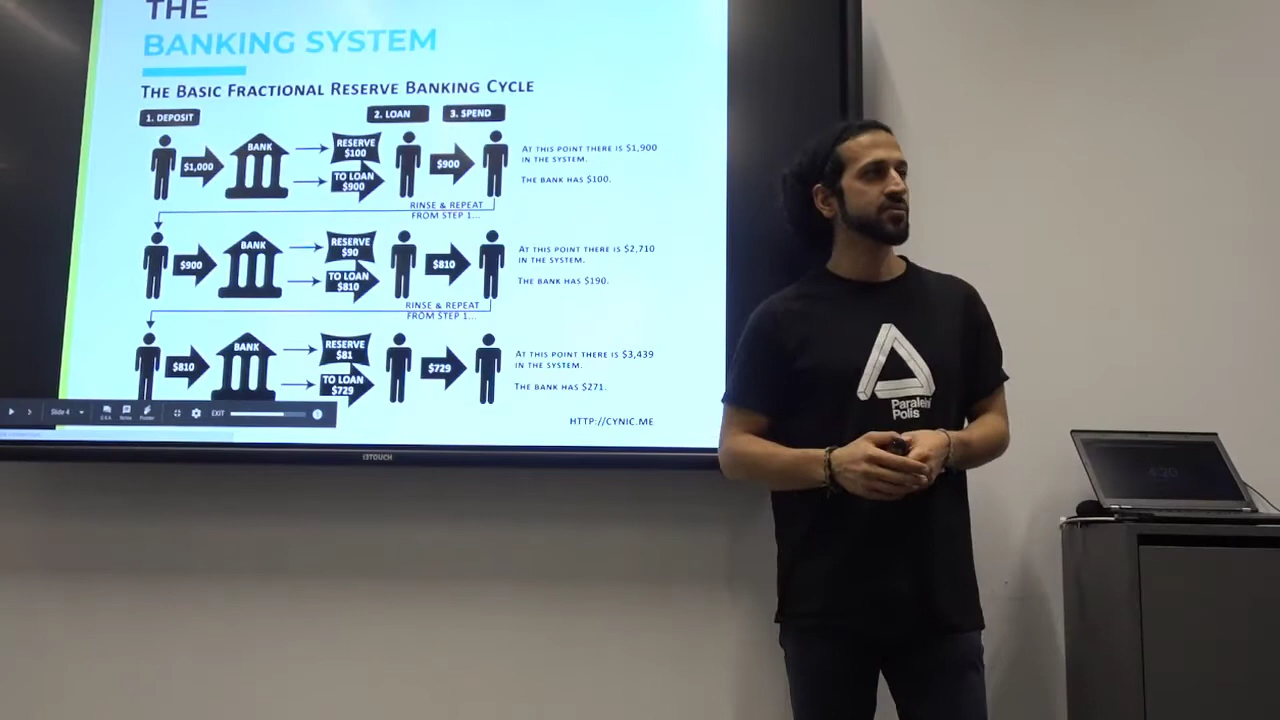 THE
BANKING SYSTEM
THE BASIC FRACTIONAL RESERVE BANKING CYCLE
1. DEPOSIT
2. LOAN
3. SPEND
$1,000
BANK
RESERVE
$100
TO LOAN
$900
$900
AT THIS POINT THERE IS $1,900
IN THE SYSTEM.
THE BANK HAS $100.
RINSE & REPEAT
FROM STEP 1...
$900
BANK
RESERVE
$90
TO LOAN
$810
$810
AT THIS POINT THERE IS $2,710
IN THE SYSTEM.
THE BANK HAS $190.
RINSE & REPEAT
FROM STEP 1...
$810
BANK
RESERVE
$81
TO LOAN
$729
$729
AT THIS POINT THERE IS $3,439
IN THE SYSTEM.
THE BANK HAS $271.
HTTP://CYNIC.ME
Slide 4
Q&A
Notes
Pointer
EXIT
I3TOUCH
Paralelní
Polis
4:20